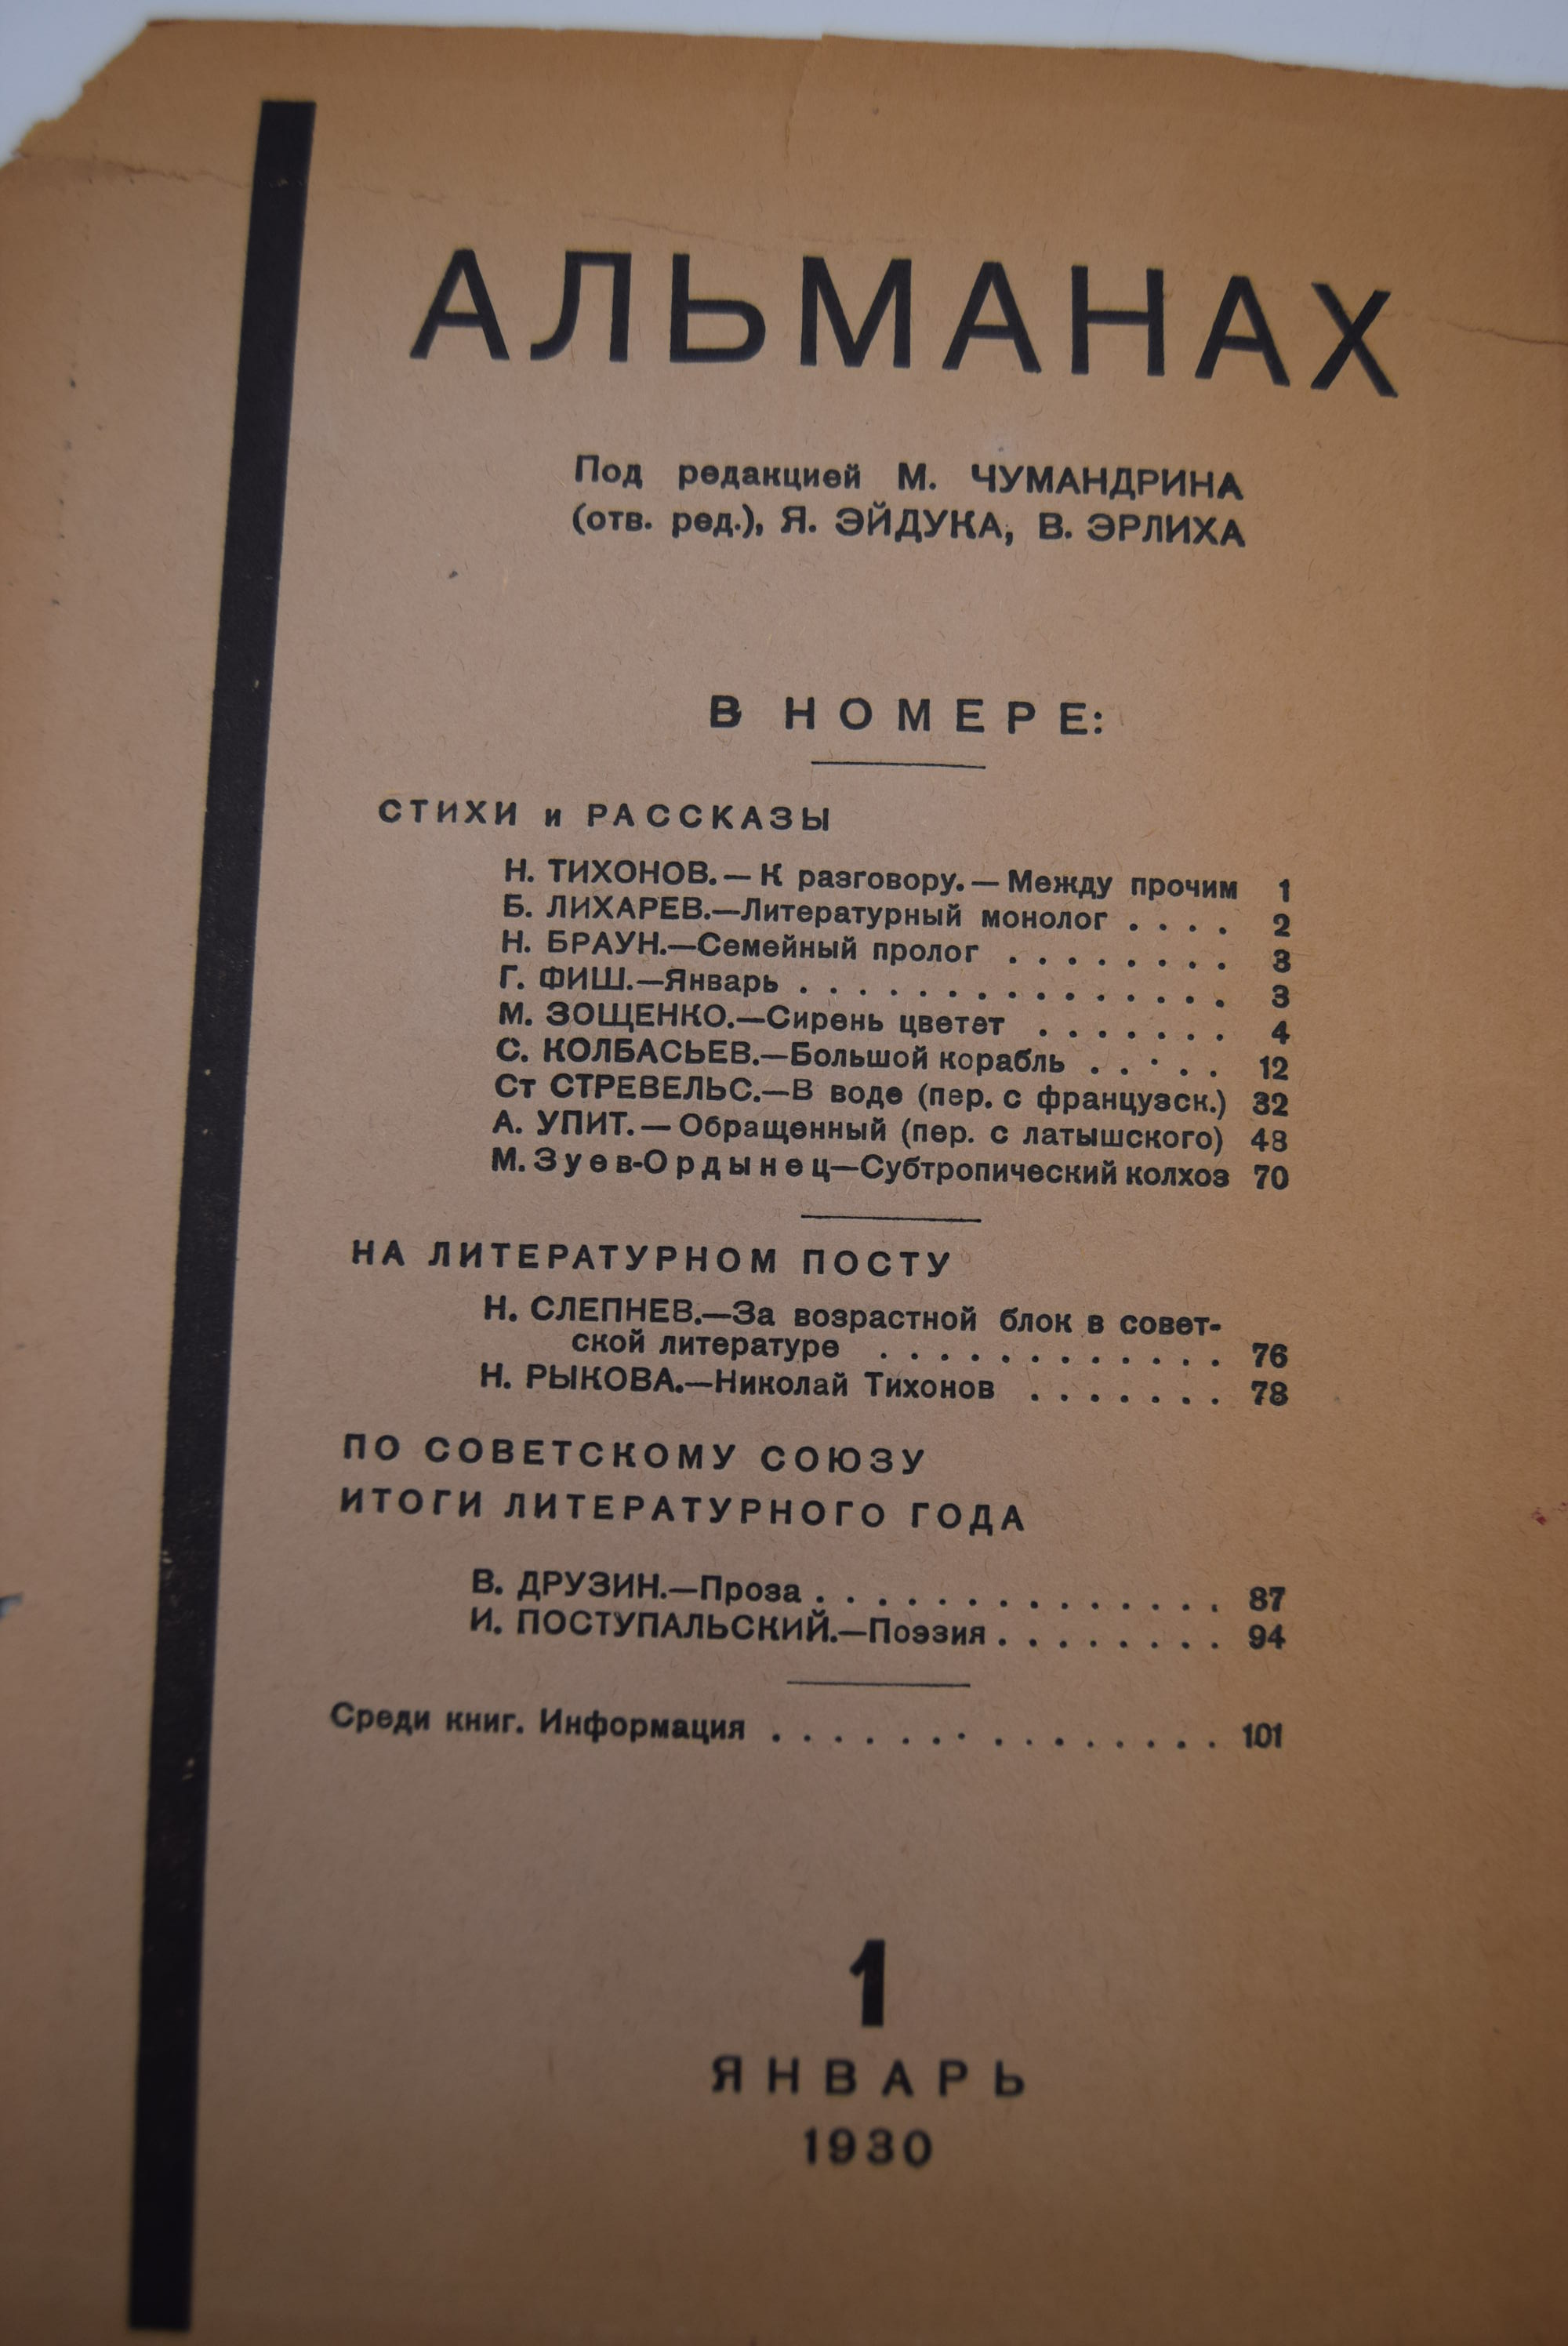 АЛЬМАНАХ
Под редакцией М. ЧУМАНДРИНА
(отв. ред.), Я. ЭЙДУКА, В. ЭРЛИХА
В НОМЕРЕ:
СТИХИ и РАССКАЗЫ
Н. ТИХОНОВ.— К разговору.— Между прочим 1
Б. ЛИХАРЕВ.—Литературный монолог . . . . 2
Н. БРАУН.—Семейный пролог . . . . . . . . 3
Г. ФИШ.—Январь . . . . . . . . . . . . . . . 3
М. ЗОЩЕНКО.—Сирень цветет . . . . . . . 4
С. КОЛБАСЬЕВ.—Большой корабль . . . . . 12
Ст СТРЕВЕЛЬС.—В воде (пер. с французск.) 32
А. УПИТ.— Обращенный (пер. с латышского) 48
М. Зуев-Ордынец—Субтропический колхоз 70
НА ЛИТЕРАТУРНОМ ПОСТУ
Н. СЛЕПНЕВ.—За возрастной блок в совет-
ской литературе . . . . . . . . . . . . 76
Н. РЫКОВА.—Николай Тихонов . . . . . . . 78
ПО СОВЕТСКОМУ СОЮЗУ
ИТОГИ ЛИТЕРАТУРНОГО ГОДА
В. ДРУЗИН.—Проза . . . . . . . . . . . . . . 87
И. ПОСТУПАЛЬСКИЙ.—Поэзия . . . . . . . . 94
Среди книг. Информация . . . . . . . . . . . . . . . 101
1
ЯНВАРЬ
1930